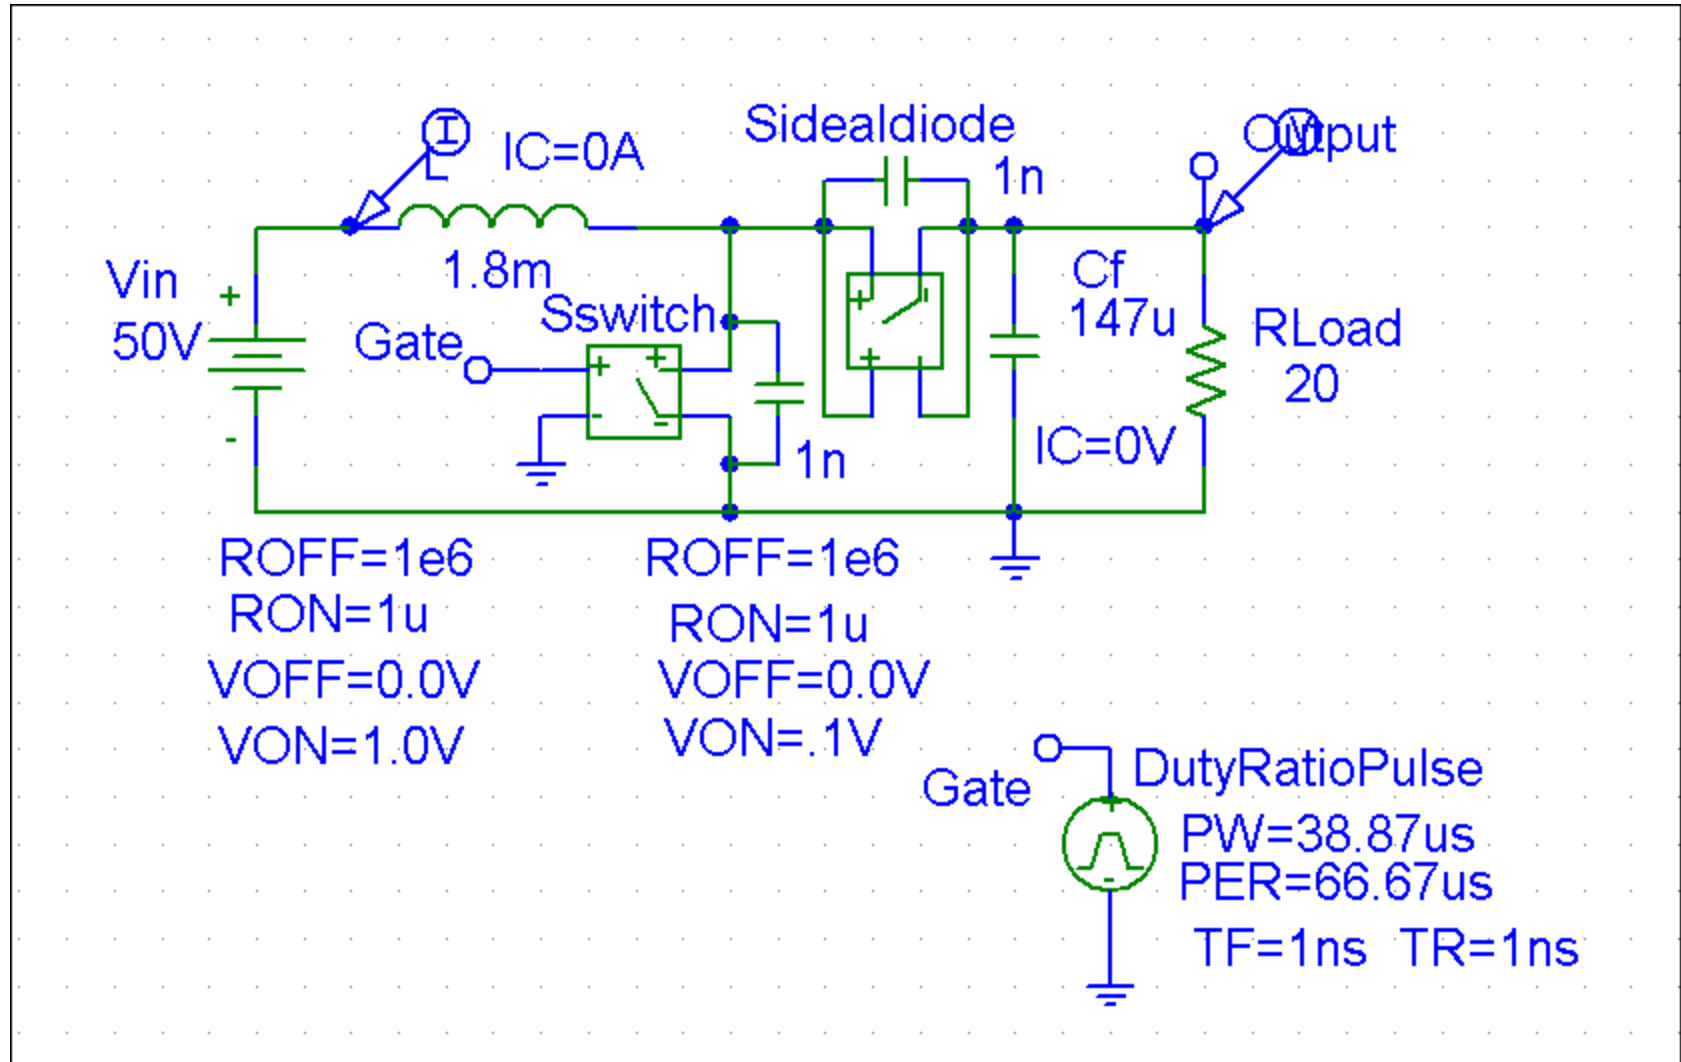 Sidealdiode
I
L
IC=0A
1n
V
Output
Vin
+
50V
-
1.8m
Sswitch
Gate
+
+
-
-
1n
+
+
Cf
147u
IC=0V
RLoad
20
ROFF=1e6
RON=1u
VOFF=0.0V
VON=1.0V
ROFF=1e6
RON=1u
VOFF=0.0V
VON=.1V
Gate
DutyRatioPulse
+
-
PW=38.87us
PER=66.67us
TF=1ns TR=1ns